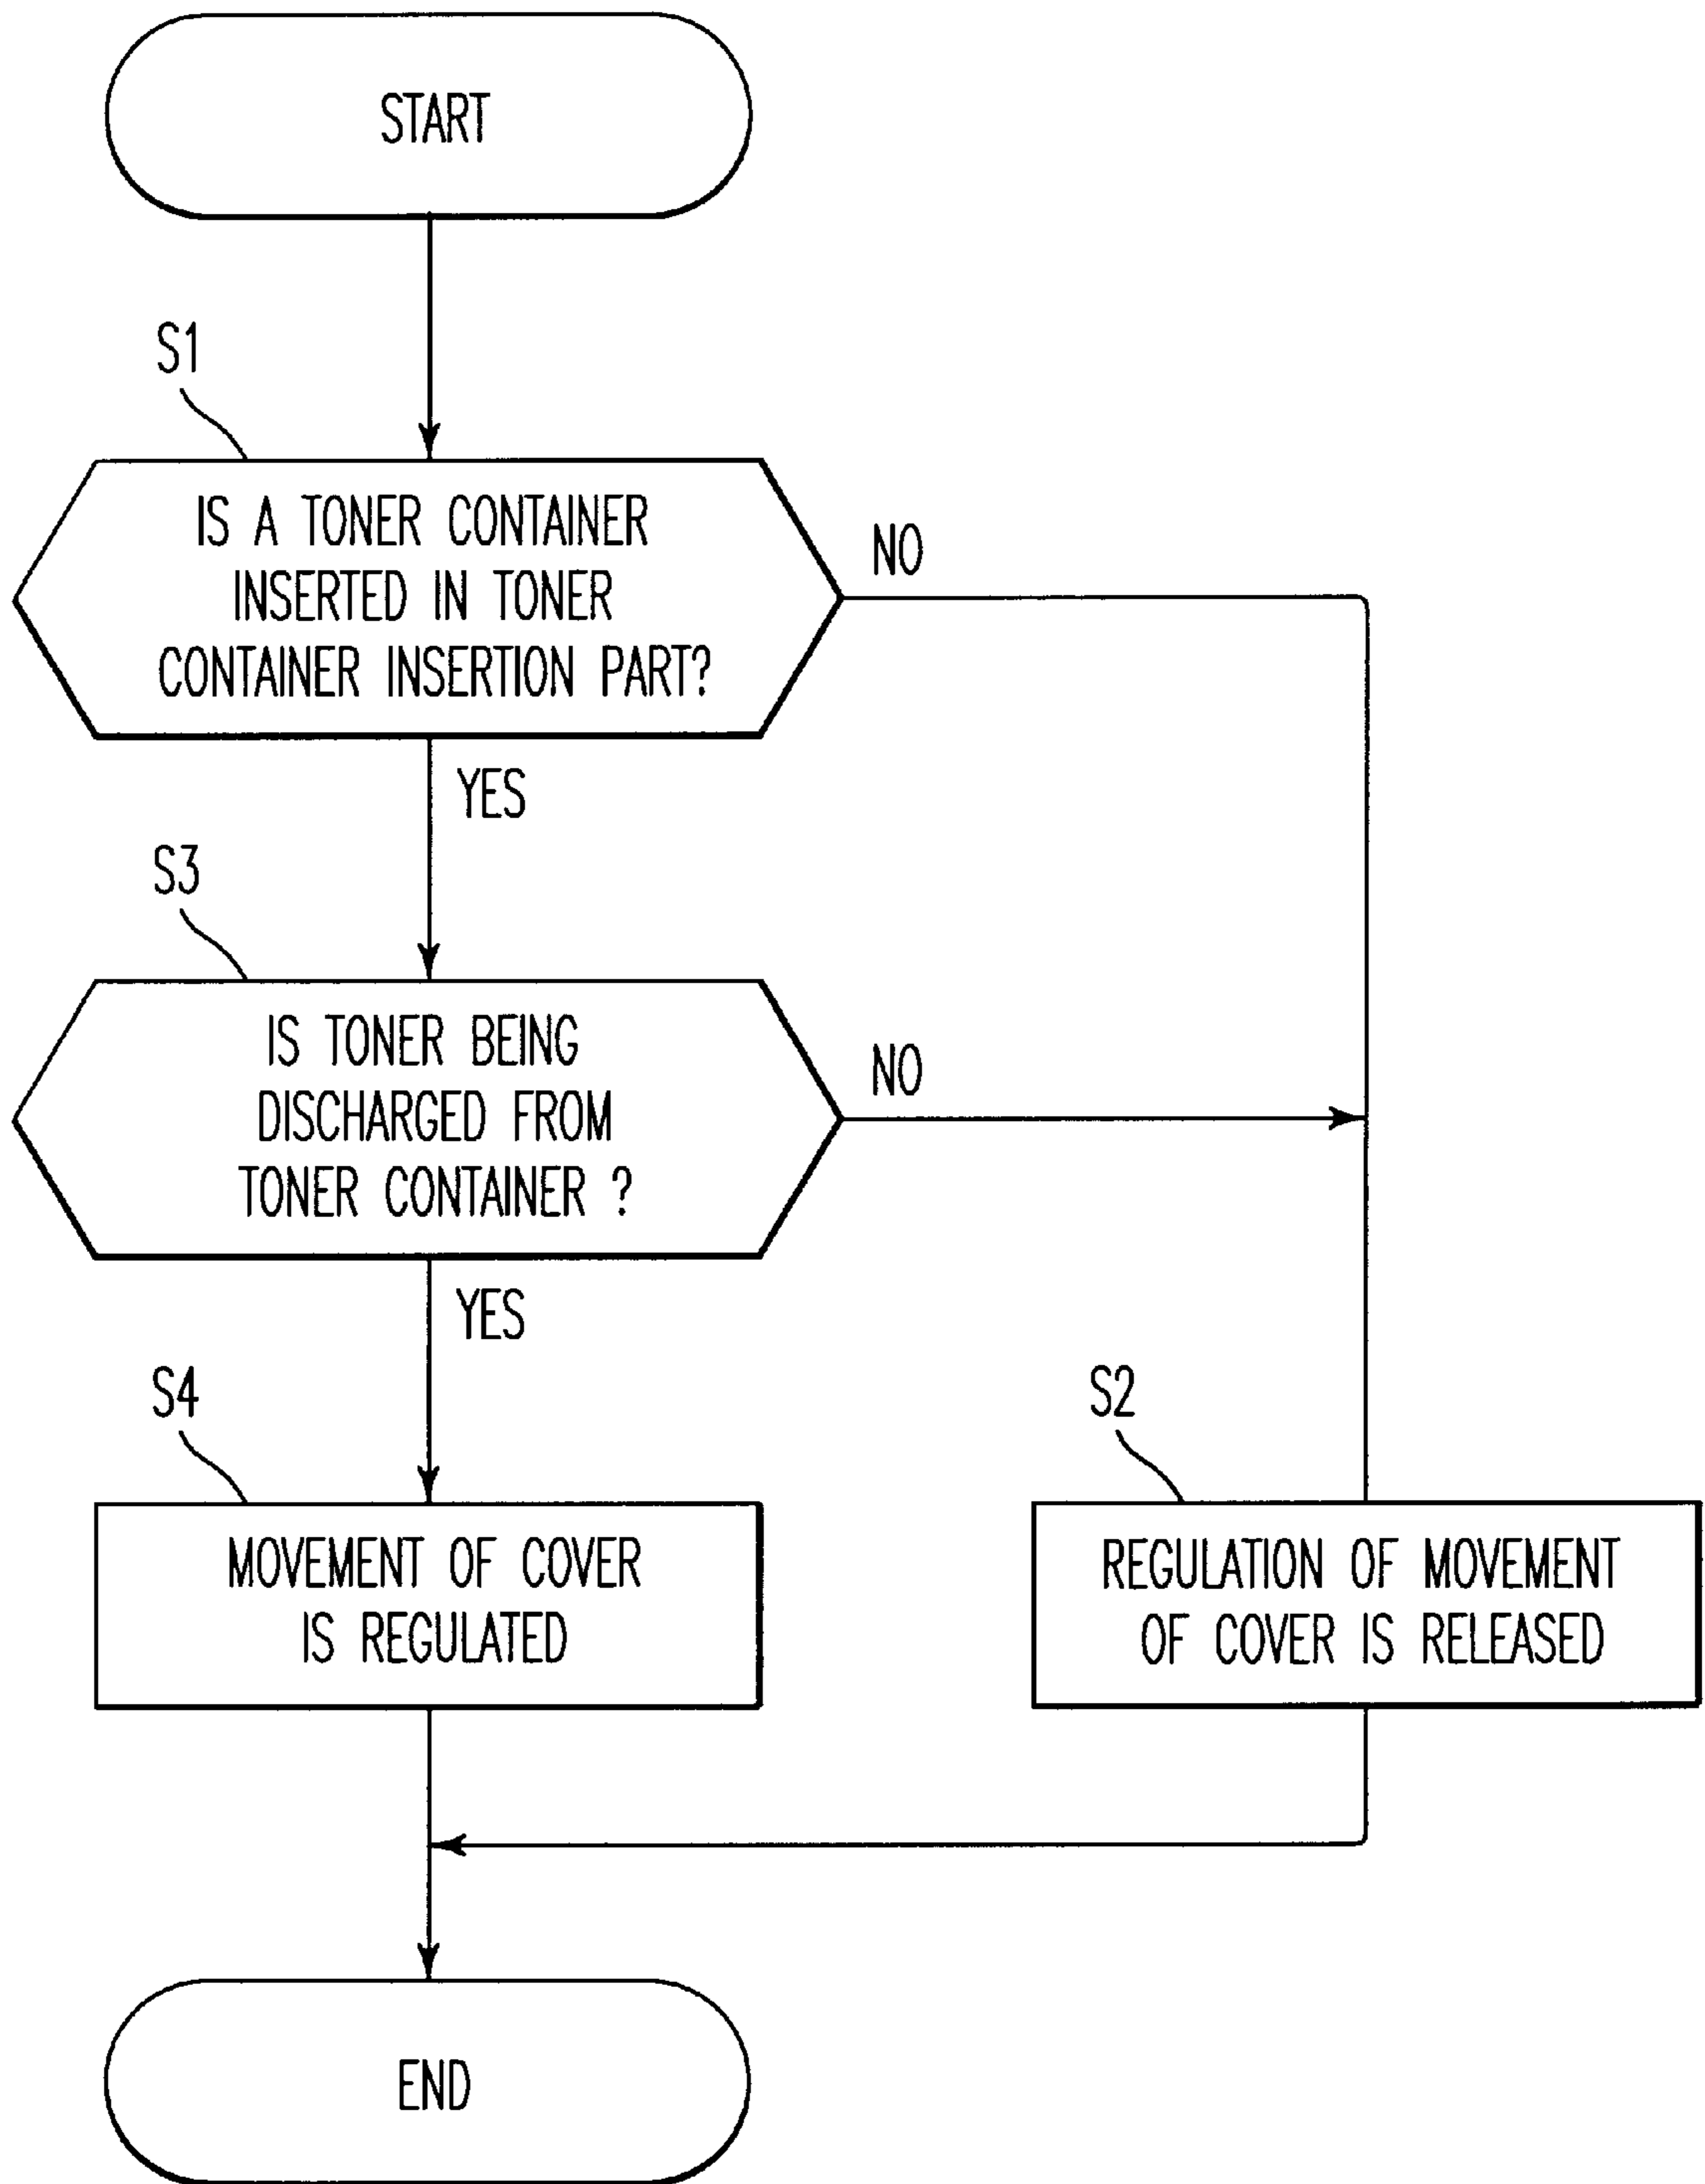 START
S1
IS A TONER CONTAINER
INSERTED IN TONER
CONTAINER INSERTION PART?
NO
YES
S3
IS TONER BEING
DISCHARGED FROM
TONER CONTAINER ?
NO
YES
S4
MOVEMENT OF COVER
IS REGULATED
S2
REGULATION OF MOVEMENT
OF COVER IS RELEASED
END